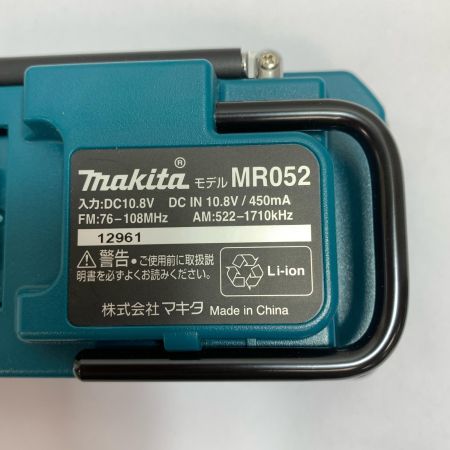 makita® モデル MR052
入力:DC10.8V DC IN 10.8V / 450mA
FM:76-108MHz AM:522-1710kHz
12961
警告・ご使用前に取扱説
明書を必ずよくお読みください。
Li-ion
株式会社 マキタ Made in China